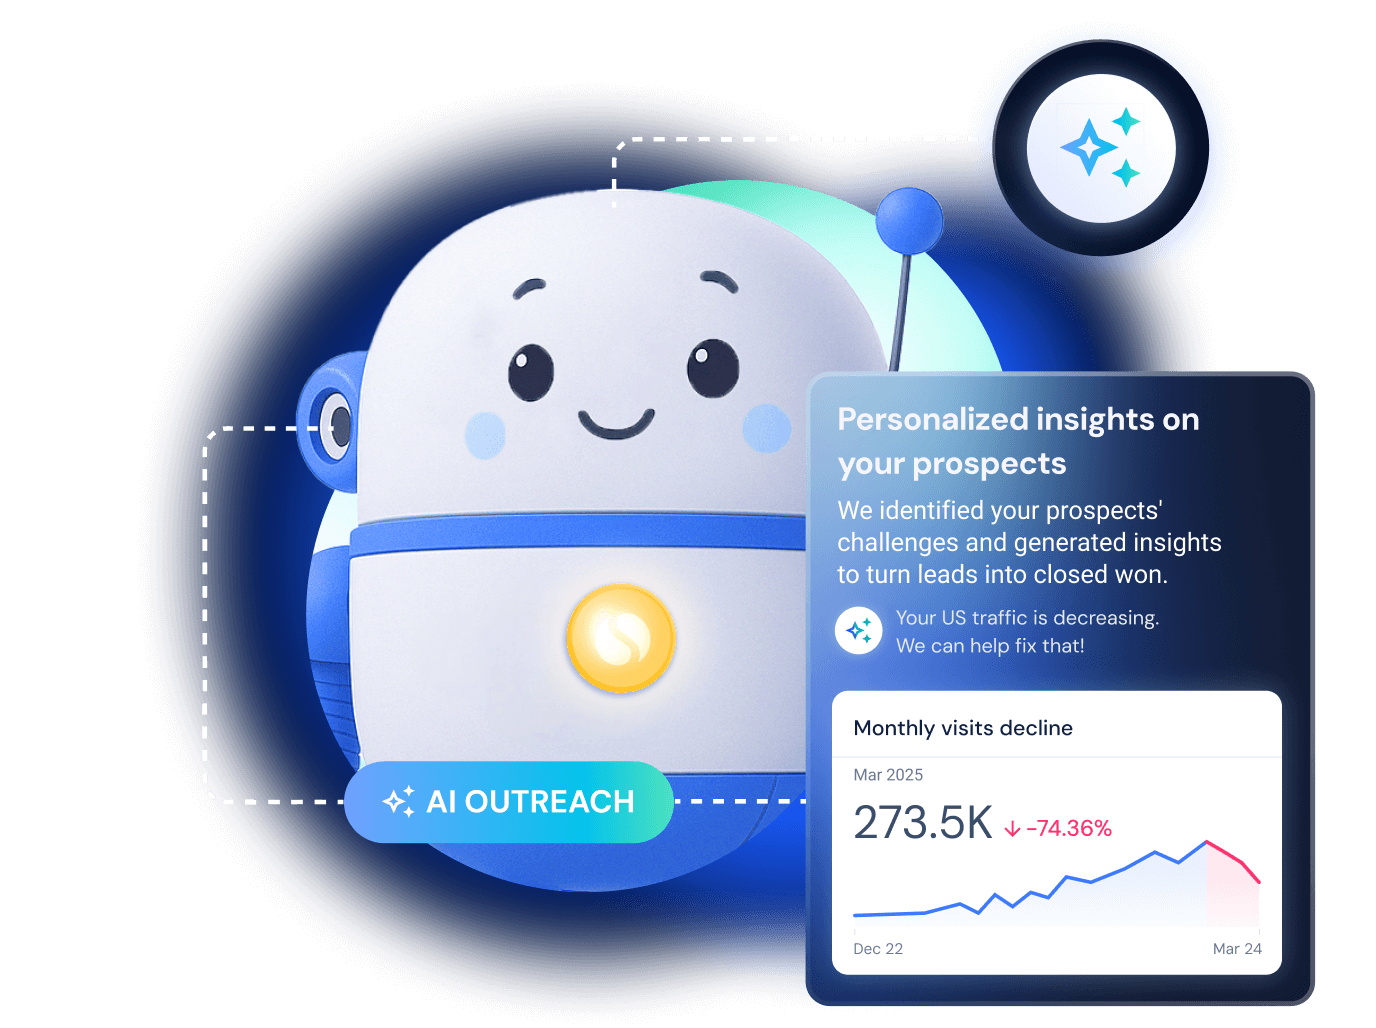 Personalized insights on
your prospects
We identified your prospects'
challenges and generated insights
to turn leads into closed won.
Your US traffic is decreasing.
We can help fix that!
Monthly visits decline
Mar 2025
273.5K ↓ -74.36%
Dec 22 Mar 24
AI OUTREACH